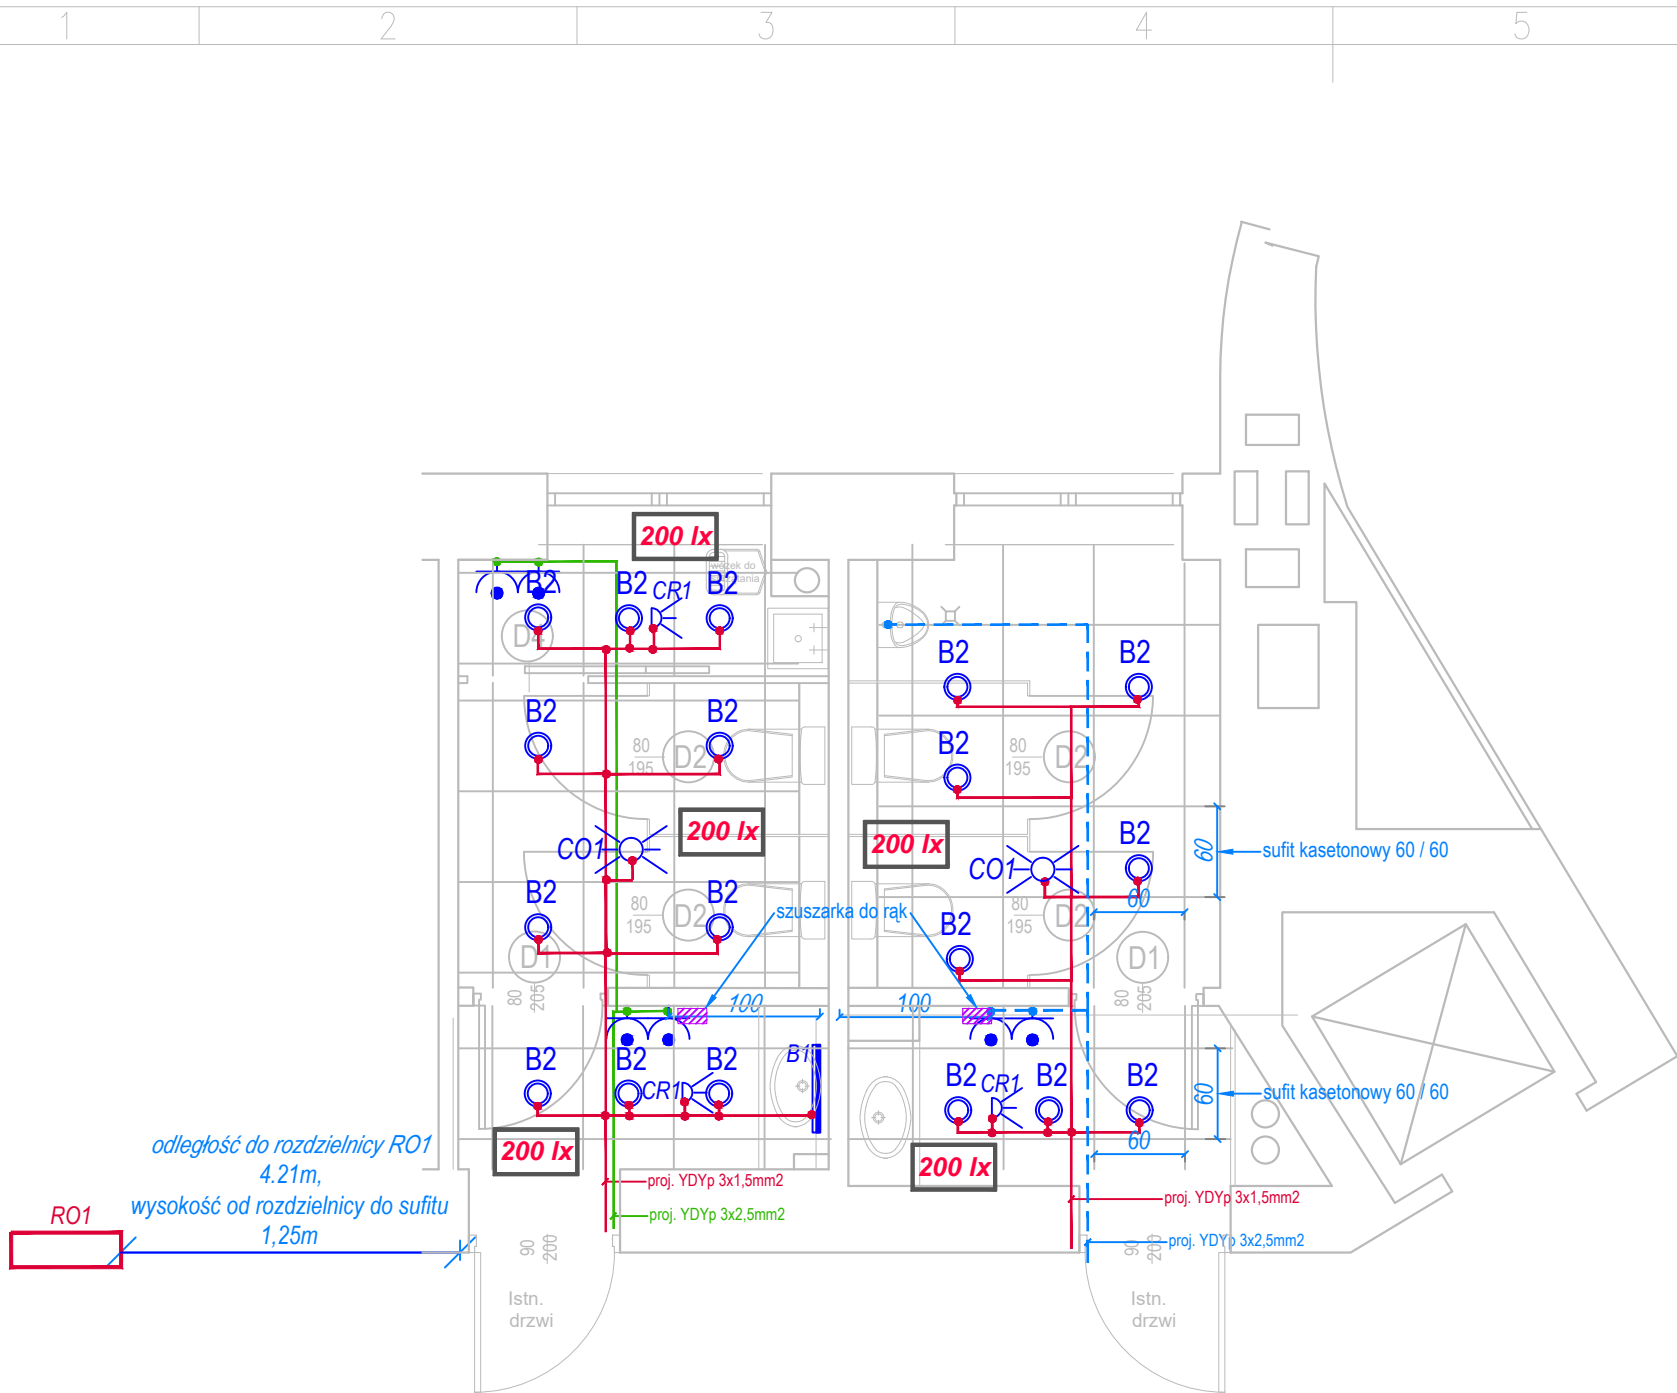 1 2 3 4 5
200 lx
B2 B2 CR1 B2
wózek do
D4
B2 B2
B2 B2
80
195
D2
B2
80
195
D2
200 lx
200 lx
CO1
B2
60
sufit kasetonowy 60 / 60
CO1
B2 B2
80
195
D2
80
195
D2
60
szuszarka do rąk
B2
D1
D1
80
205
80
205
100
100
B2 B2 B2 B1
CR1
B2 CR1 B2 B2
60
sufit kasetonowy 60 / 60
60
200 lx
200 lx
odległość do rozdzielnicy RO1
4.21m,
wysokość od rozdzielnicy do sufitu
1,25m
RO1
proj. YDYp 3x1,5mm2
proj. YDYp 3x2,5mm2
proj. YDYp 3x1,5mm2
proj. YDYp 3x2,5mm2
90
200
90
200
Istn.
drzwi
Istn.
drzwi